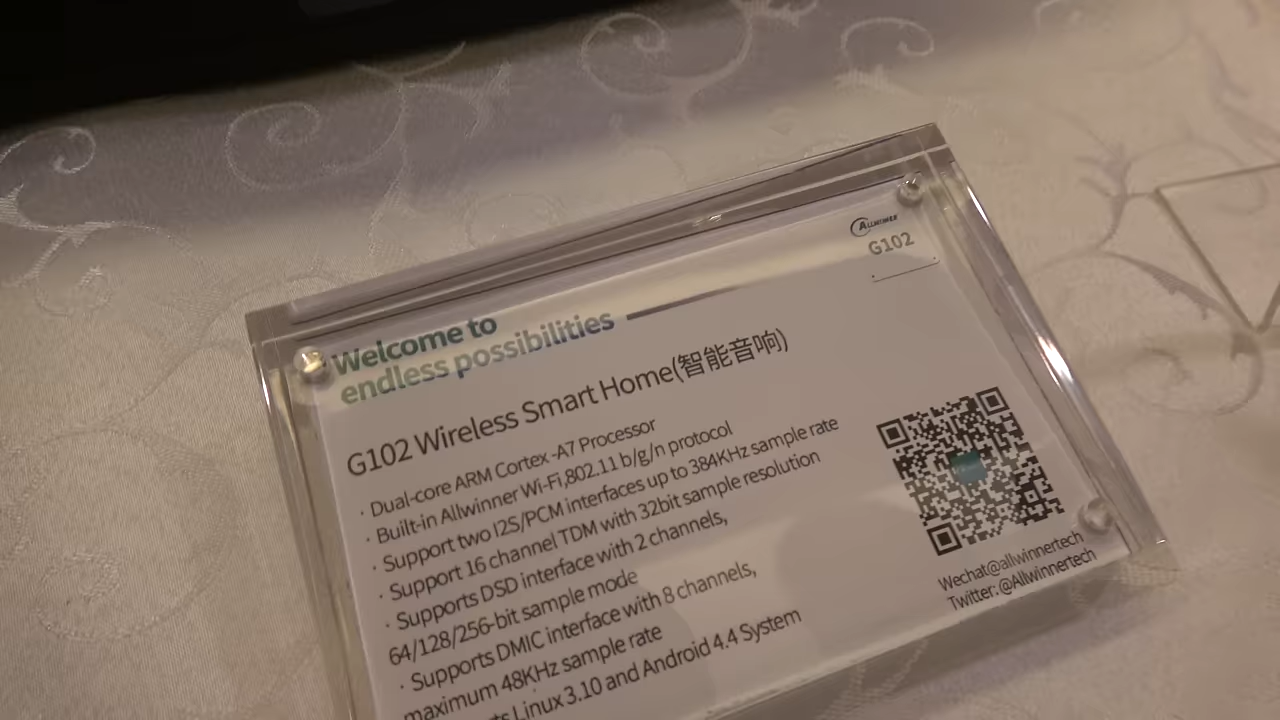 ALLWINNER
G102
Welcome to
endless possibilities
G102 Wireless Smart Home(智能音响)
· Dual-core ARM Cortex -A7 Processor
· Built-in Allwinner Wi-Fi,802.11 b/g/n protocol
· Support two I2S/PCM interfaces up to 384KHz sample rate
· Support 16 channel TDM with 32bit sample resolution
· Supports DSD interface with 2 channels,
64/128/256-bit sample mode
· Supports DMIC interface with 8 channels,
maximum 48KHz sample rate
Linux 3.10 and Android 4.4 System
Wechat@allwinnertech
Twitter: @Allwinnertech